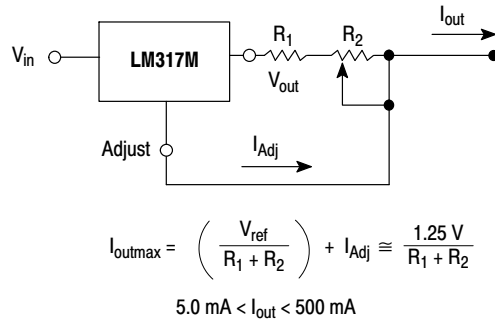 V_in
LM317M
R_1
R_2
I_out
V_out
Adjust
I_Adj
I_outmax = ( V_ref / R_1 + R_2 ) + I_Adj ≅ 1.25 V / R_1 + R_2
5.0 mA < I_out < 500 mA